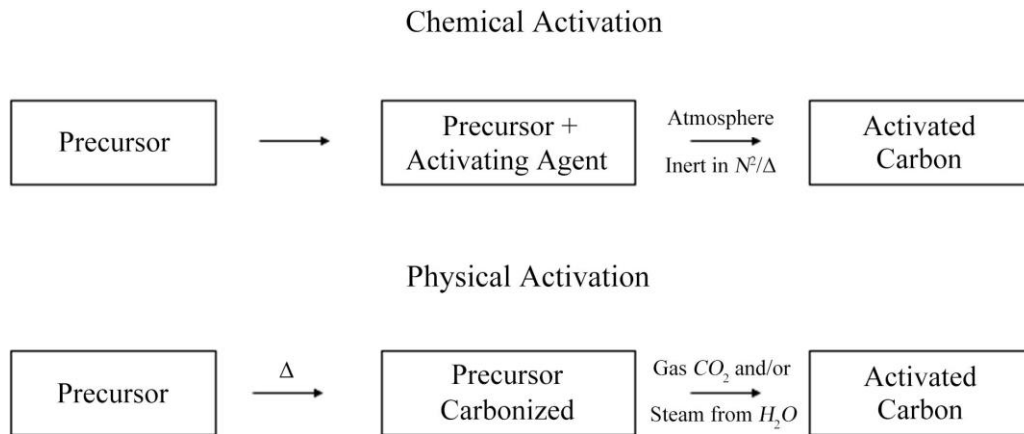 Chemical Activation
Precursor
Precursor +
Activating Agent
Atmosphere
Inert in N²/Δ
Activated
Carbon
Physical Activation
Precursor
Δ
Precursor
Carbonized
Gas CO₂ and/or
Steam from H₂O
Activated
Carbon